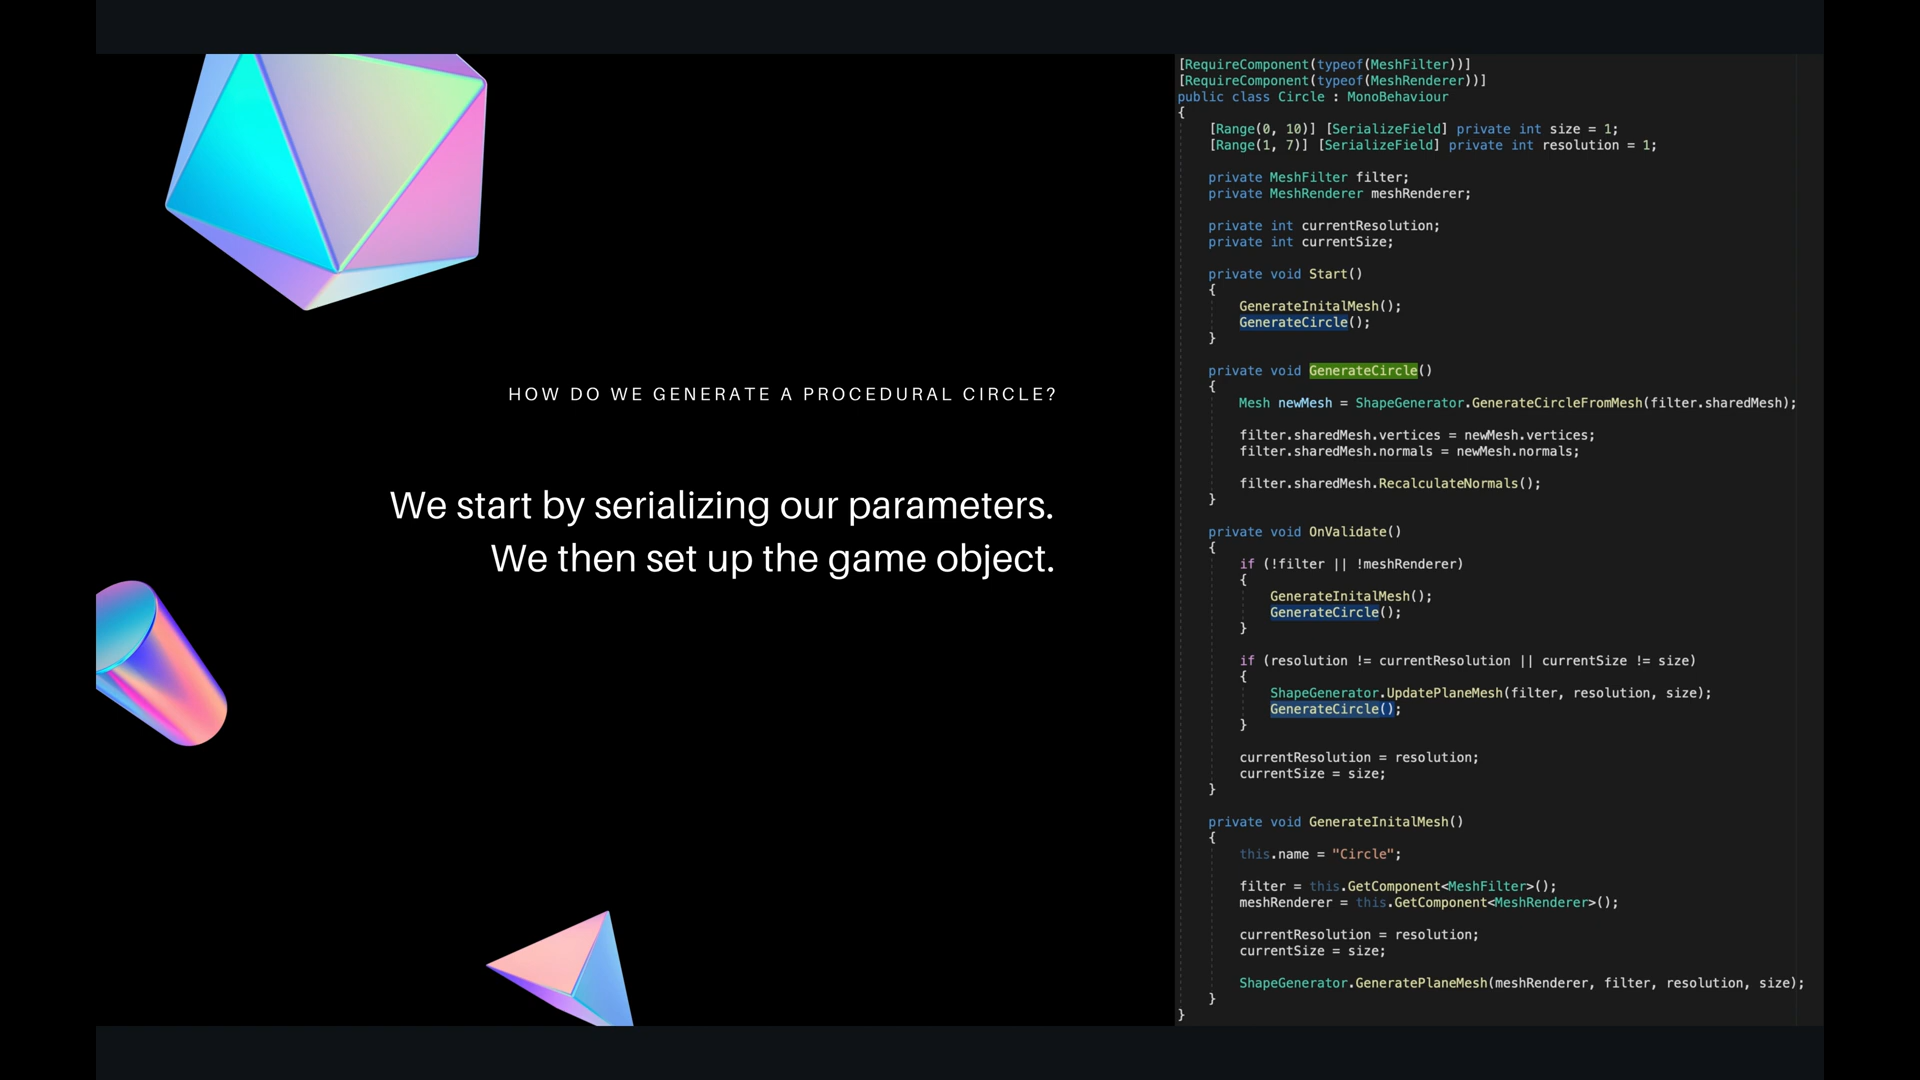 HOW DO WE GENERATE A PROCEDURAL CIRCLE?
We start by serializing our parameters.
We then set up the game object.
[RequireComponent(typeof(MeshFilter))]
[RequireComponent(typeof(MeshRenderer))]
public class Circle : MonoBehaviour
{
    [Range(0, 10)] [SerializeField] private int size = 1;
    [Range(1, 7)] [SerializeField] private int resolution = 1;
    private MeshFilter filter;
    private MeshRenderer meshRenderer;
    private int currentResolution;
    private int currentSize;
    private void Start()
    {
        GenerateInitalMesh();
        GenerateCircle();
    }
    private void GenerateCircle()
    {
        Mesh newMesh = ShapeGenerator.GenerateCircleFromMesh(filter.sharedMesh);
        filter.sharedMesh.vertices = newMesh.vertices;
        filter.sharedMesh.normals = newMesh.normals;
        filter.sharedMesh.RecalculateNormals();
    }
    private void OnValidate()
    {
        if (!filter || !meshRenderer)
        {
            GenerateInitalMesh();
            GenerateCircle();
        }
        if (resolution != currentResolution || currentSize != size)
        {
            ShapeGenerator.UpdatePlaneMesh(filter, resolution, size);
            GenerateCircle();
        }
        currentResolution = resolution;
        currentSize = size;
    }
    private void GenerateInitalMesh()
    {
        this.name = "Circle";
        filter = this.GetComponent<MeshFilter>();
        meshRenderer = this.GetComponent<MeshRenderer>();
        currentResolution = resolution;
        currentSize = size;
        ShapeGenerator.GeneratePlaneMesh(meshRenderer, filter, resolution, size);
    }
}